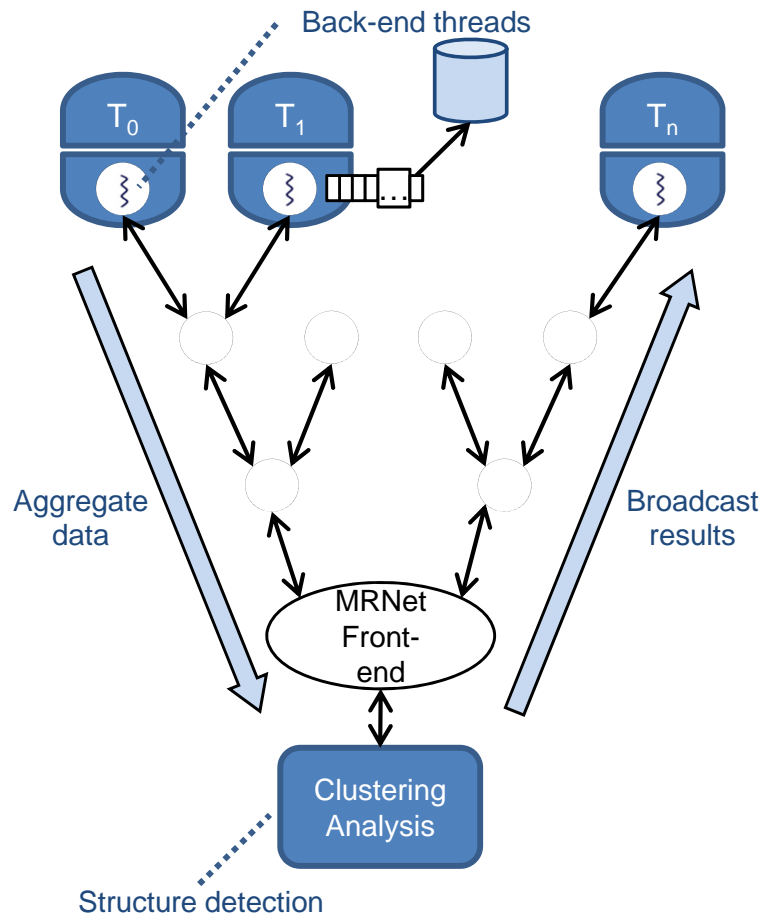 Back-end threads
T0
T1
Tn
...
Aggregate
data
Broadcast
results
MRNet
Front-
end
Clustering
Analysis
Structure detection